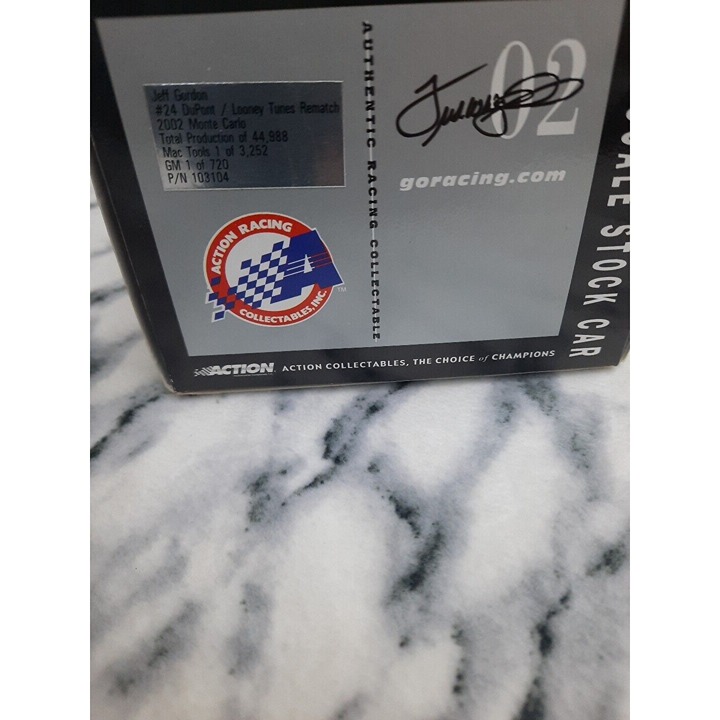 Jeff Gordon
#24 DuPont / Looney Tunes Rematch
2002 Monte Carlo
Total Production of 44,988
Mac Tools 1 of 3,252
GM 1 of 720
P/N 103104
AUTHENTIC RACING COLLECTABLE
02
goracing.com
ACTION RACING
COLLECTABLES, INC.
TM
ACTION
ACTION COLLECTABLES, THE CHOICE of CHAMPIONS
SCALE STOCK CAR